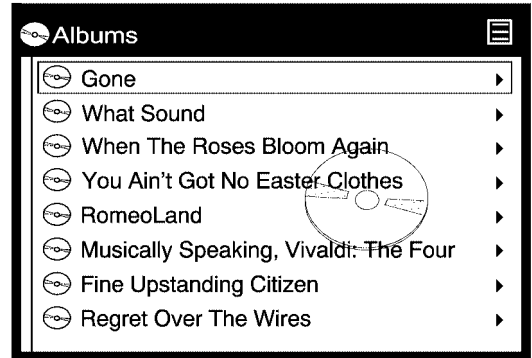 Albums
Gone
What Sound
When The Roses Bloom Again
You Ain't Got No Easter Clothes
RomeoLand
Musically Speaking, Vivaldi: The Four
Fine Upstanding Citizen
Regret Over The Wires